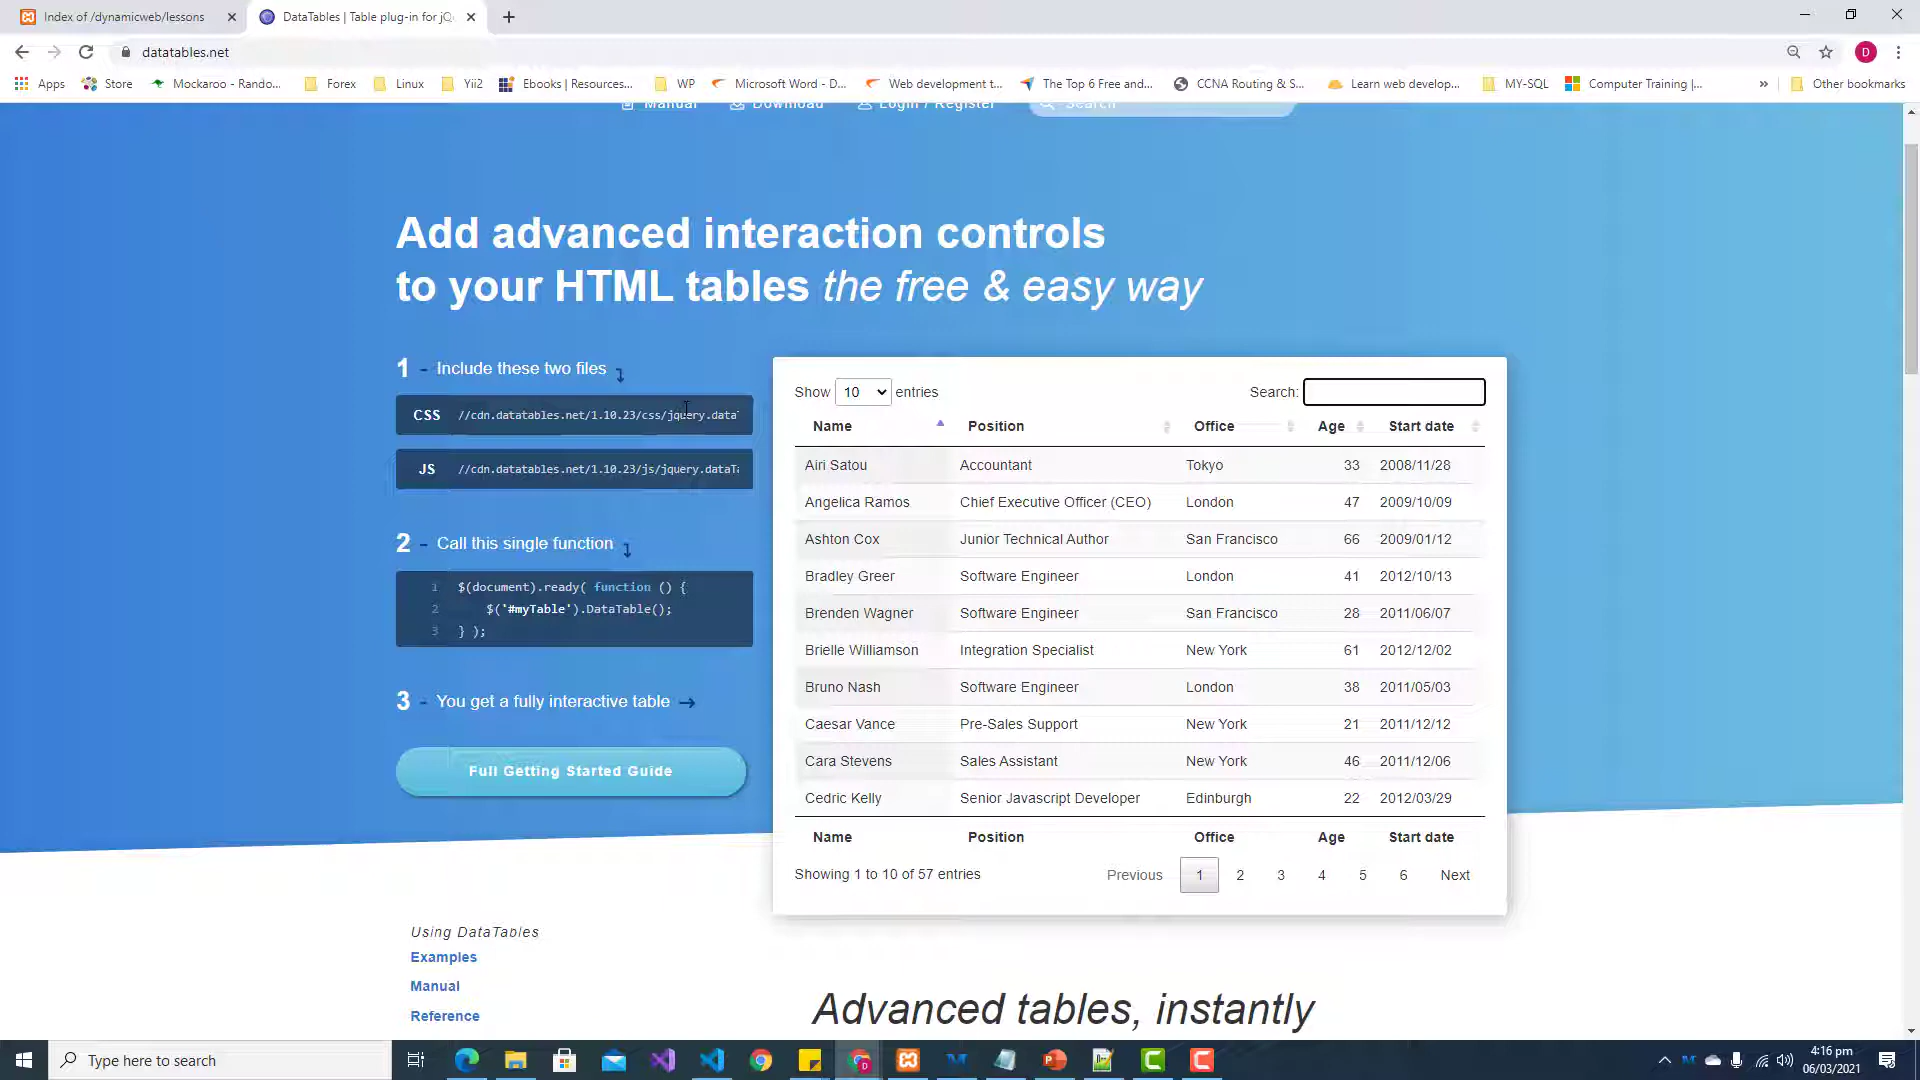 Index of /dynamicweb/lessons
DataTables | Table plug-in for jQ
datatables.net
D
Apps
Store
Mockaroo - Rando...
Forex
Linux
Yii2
Ebooks | Resources...
WP
Microsoft Word - D...
Web development t...
The Top 6 Free and...
CCNA Routing & S...
Learn web develop...
MY-SQL
Computer Training |...
»
Other bookmarks
Manual
Download
Login / Register
Search
Add advanced interaction controls
to your HTML tables the free & easy way
1 - Include these two files
CSS //cdn.datatables.net/1.10.23/css/jquery.data
JS //cdn.datatables.net/1.10.23/js/jquery.dataTa
2 - Call this single function
1 $(document).ready( function () {
2 $('#myTable').DataTable();
3 } );
3 - You get a fully interactive table →
Full Getting Started Guide
Show 10 entries Search:
Name Position Office Age Start date
Airi Satou Accountant Tokyo 33 2008/11/28
Angelica Ramos Chief Executive Officer (CEO) London 47 2009/10/09
Ashton Cox Junior Technical Author San Francisco 66 2009/01/12
Bradley Greer Software Engineer London 41 2012/10/13
Brenden Wagner Software Engineer San Francisco 28 2011/06/07
Brielle Williamson Integration Specialist New York 61 2012/12/02
Bruno Nash Software Engineer London 38 2011/05/03
Caesar Vance Pre-Sales Support New York 21 2011/12/12
Cara Stevens Sales Assistant New York 46 2011/12/06
Cedric Kelly Senior Javascript Developer Edinburgh 22 2012/03/29
Name Position Office Age Start date
Showing 1 to 10 of 57 entries Previous 1 2 3 4 5 6 Next
Using DataTables
Examples
Manual
Reference
Advanced tables, instantly
Type here to search
4:16 pm
06/03/2021